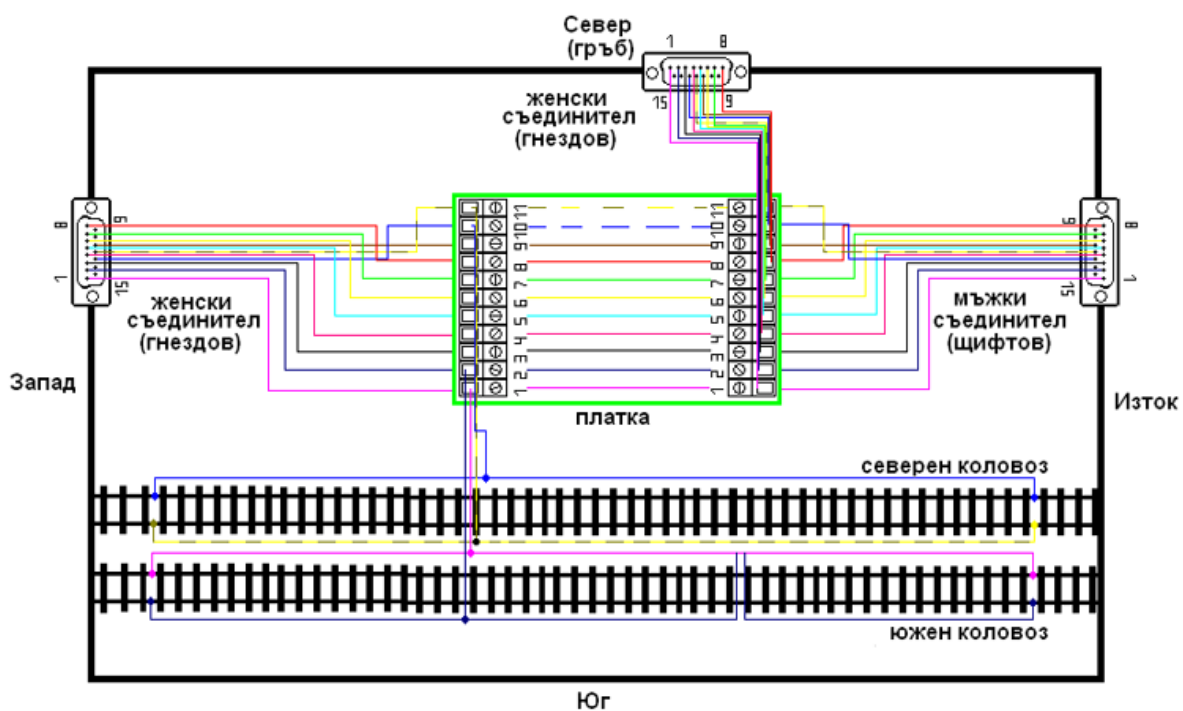 Север
(гръб)
1 8
15 9
женски
съединител
(гнездов)
8 9
1 15
женски
съединител
(гнездов)
Запад
11 11
10 10
9 9
8 8
7 7
6 6
5 5
4 4
3 3
2 2
1 1
платка
9 8
15 1
мъжки
съединител
(щифтов)
Изток
северен коловоз
южен коловоз
Юг